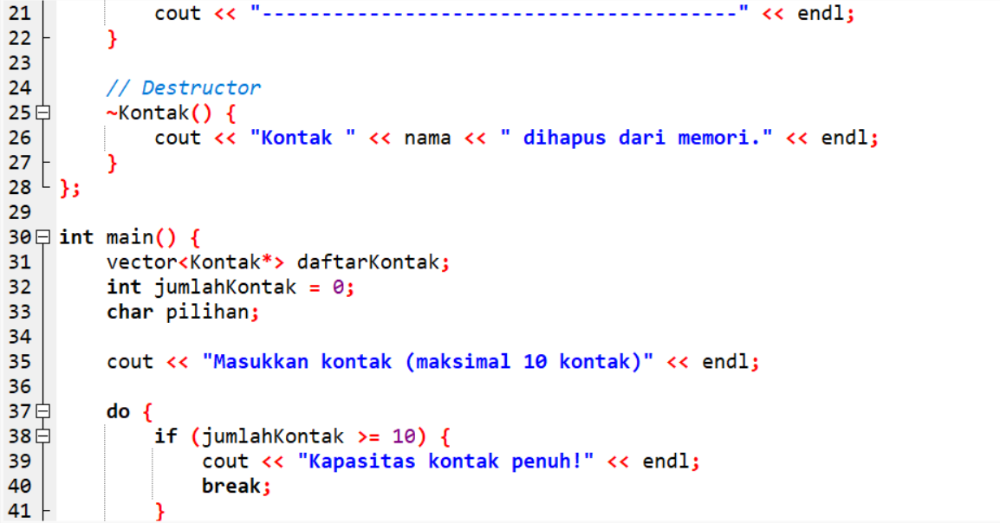 21 cout << "----------------------------------------" << endl;
22 }
23
24 // Destructor
25 ~Kontak() {
26 cout << "Kontak " << nama << " dihapus dari memori." << endl;
27 }
28 };
29
30 int main() {
31 vector<Kontak*> daftarKontak;
32 int jumlahKontak = 0;
33 char pilihan;
34
35 cout << "Masukkan kontak (maksimal 10 kontak)" << endl;
36
37 do {
38 if (jumlahKontak >= 10) {
39 cout << "Kapasitas kontak penuh!" << endl;
40 break;
41 }